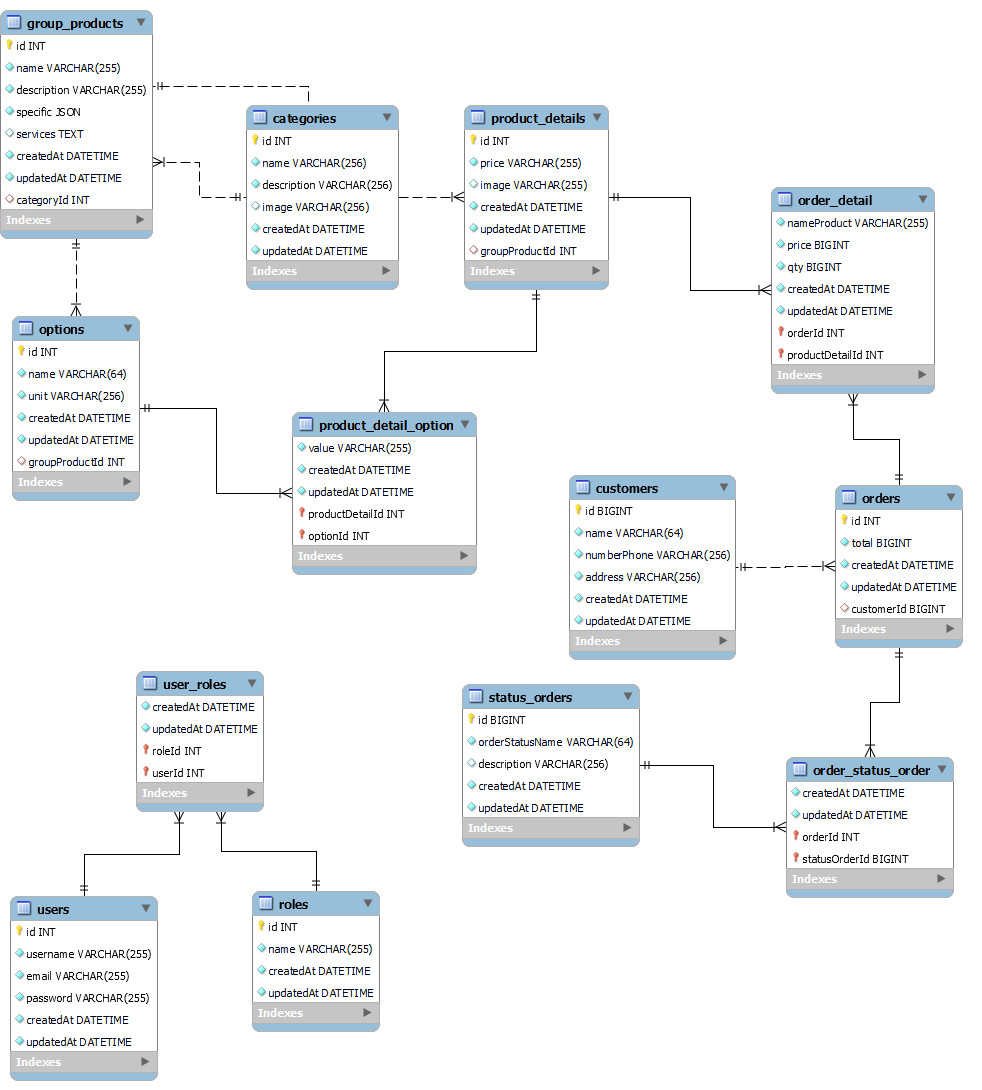 group_products
id INT
name VARCHAR(255)
description VARCHAR(255)
specific JSON
services TEXT
createdAt DATETIME
updatedAt DATETIME
categoryId INT
Indexes
categories
id INT
name VARCHAR(256)
description VARCHAR(256)
image VARCHAR(256)
createdAt DATETIME
updatedAt DATETIME
Indexes
product_details
id INT
price VARCHAR(255)
image VARCHAR(255)
createdAt DATETIME
updatedAt DATETIME
groupProductId INT
Indexes
order_detail
nameProduct VARCHAR(255)
price BIGINT
qty BIGINT
createdAt DATETIME
updatedAt DATETIME
orderId INT
productDetailId INT
Indexes
options
id INT
name VARCHAR(64)
unit VARCHAR(256)
createdAt DATETIME
updatedAt DATETIME
groupProductId INT
Indexes
product_detail_option
value VARCHAR(255)
createdAt DATETIME
updatedAt DATETIME
productDetailId INT
optionId INT
Indexes
customers
id BIGINT
name VARCHAR(64)
numberPhone VARCHAR(256)
address VARCHAR(256)
createdAt DATETIME
updatedAt DATETIME
Indexes
orders
id INT
total BIGINT
createdAt DATETIME
updatedAt DATETIME
customerId BIGINT
Indexes
user_roles
createdAt DATETIME
updatedAt DATETIME
roleId INT
userId INT
Indexes
status_orders
id BIGINT
orderStatusName VARCHAR(64)
description VARCHAR(256)
createdAt DATETIME
updatedAt DATETIME
Indexes
order_status_order
createdAt DATETIME
updatedAt DATETIME
orderId INT
statusOrderId BIGINT
Indexes
users
id INT
username VARCHAR(255)
email VARCHAR(255)
password VARCHAR(255)
createdAt DATETIME
updatedAt DATETIME
Indexes
roles
id INT
name VARCHAR(255)
createdAt DATETIME
updatedAt DATETIME
Indexes